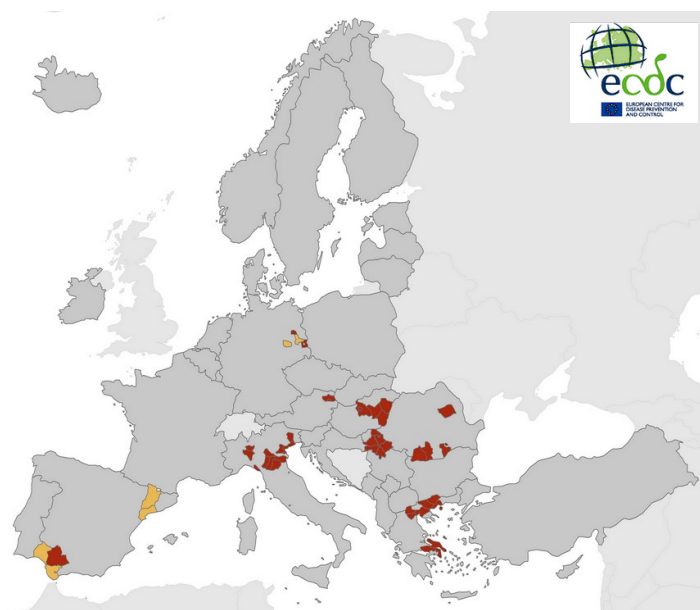 ecdc
EUROPEAN CENTRE FOR
DISEASE PREVENTION
AND CONTROL